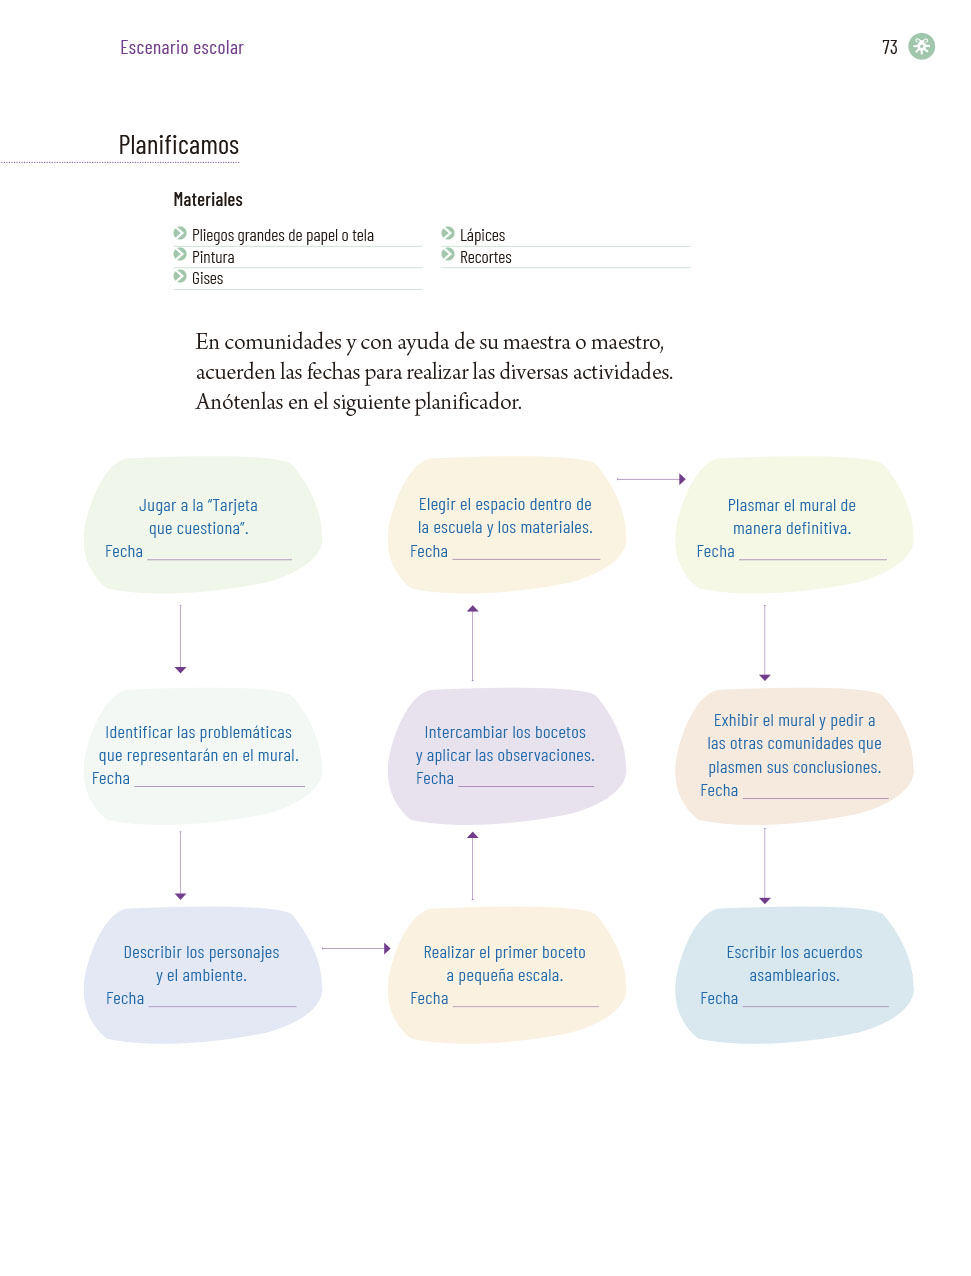 Escenario escolar
73
Planificamos
Materiales
Pliegos grandes de papel o tela
Pintura
Gises
Lápices
Recortes
En comunidades y con ayuda de su maestra o maestro,
acuerden las fechas para realizar las diversas actividades.
Anótenlas en el siguiente planificador.
Jugar a la “Tarjeta
que cuestiona”.
Fecha
Identificar las problemáticas
que representarán en el mural.
Fecha
Describir los personajes
y el ambiente.
Fecha
Realizar el primer boceto
a pequeña escala.
Fecha
Intercambiar los bocetos
y aplicar las observaciones.
Fecha
Elegir el espacio dentro de
la escuela y los materiales.
Fecha
Plasmar el mural de
manera definitiva.
Fecha
Exhibir el mural y pedir a
las otras comunidades que
plasmen sus conclusiones.
Fecha
Escribir los acuerdos
asamblearios.
Fecha